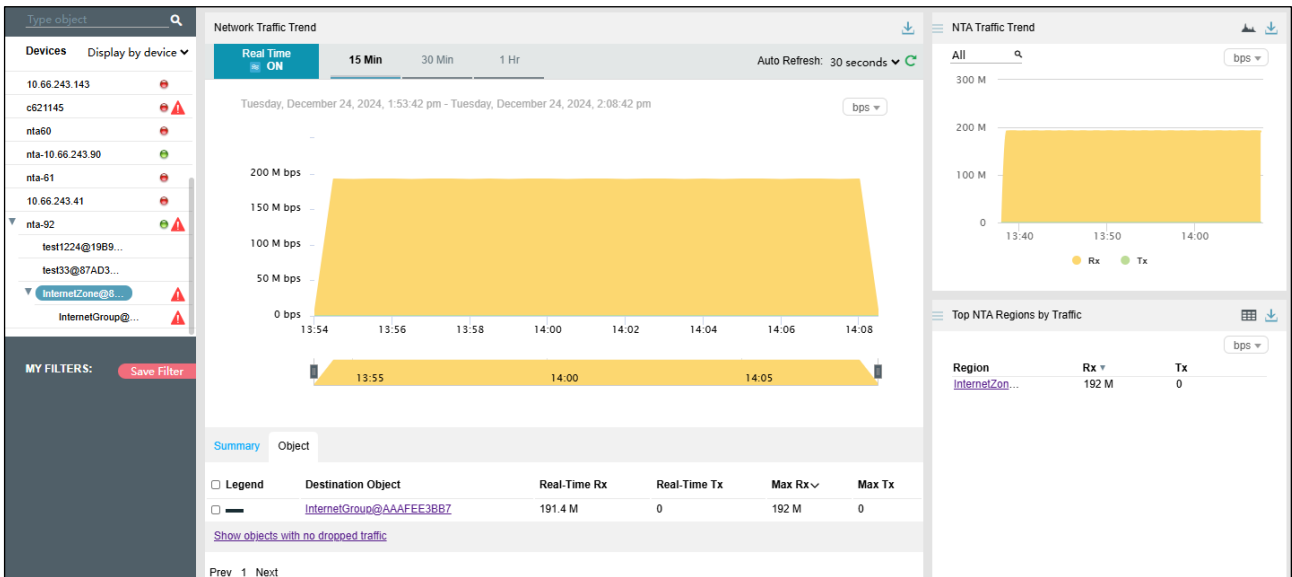 Type object
Devices Display by device
10.66.243.143
c621145
nta60
nta-10.66.243.90
nta-61
10.66.243.41
nta-92
test1224@19B9...
test33@87AD3...
InternetZone@8...
InternetGroup@...
MY FILTERS: Save Filter
Network Traffic Trend
Real Time
ON
15 Min 30 Min 1 Hr
Auto Refresh: 30 seconds
Tuesday, December 24, 2024, 1:53:42 pm - Tuesday, December 24, 2024, 2:08:42 pm
bps
200 M bps
150 M bps
100 M bps
50 M bps
0 bps
13:54 13:56 13:58 14:00 14:02 14:04 14:06 14:08
13:55 14:00 14:05
Summary Object
Legend Destination Object Real-Time Rx Real-Time Tx Max Rx Max Tx
InternetGroup@AAAFEE3BB7 191.4 M 0 192 M 0
Show objects with no dropped traffic
Prev 1 Next
NTA Traffic Trend
All
bps
300 M
200 M
100 M
0
13:40 13:50 14:00
Rx Tx
Top NTA Regions by Traffic
bps
Region Rx Tx
InternetZon... 192 M 0